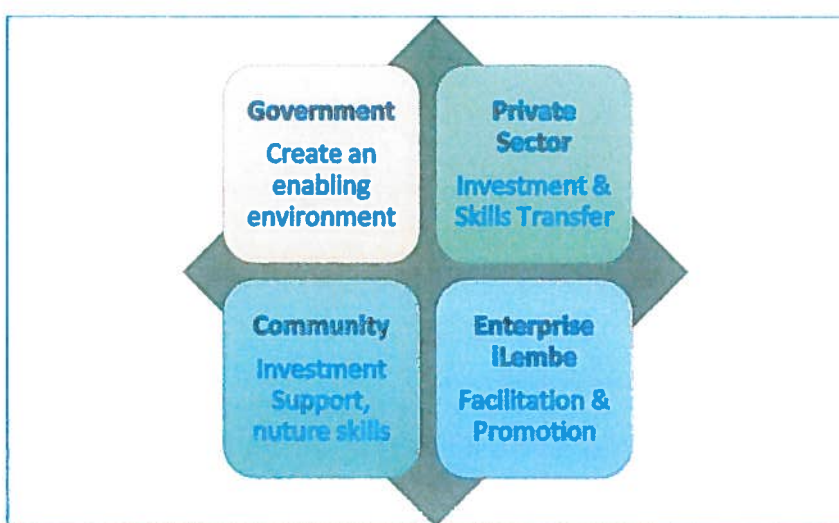 Government
Create an
enabling
environment
Private
Sector
Investment &
Skills Transfer
Community
Investment
Support,
nuture skills
Enterprise
iLembe
Facilitation &
Promotion